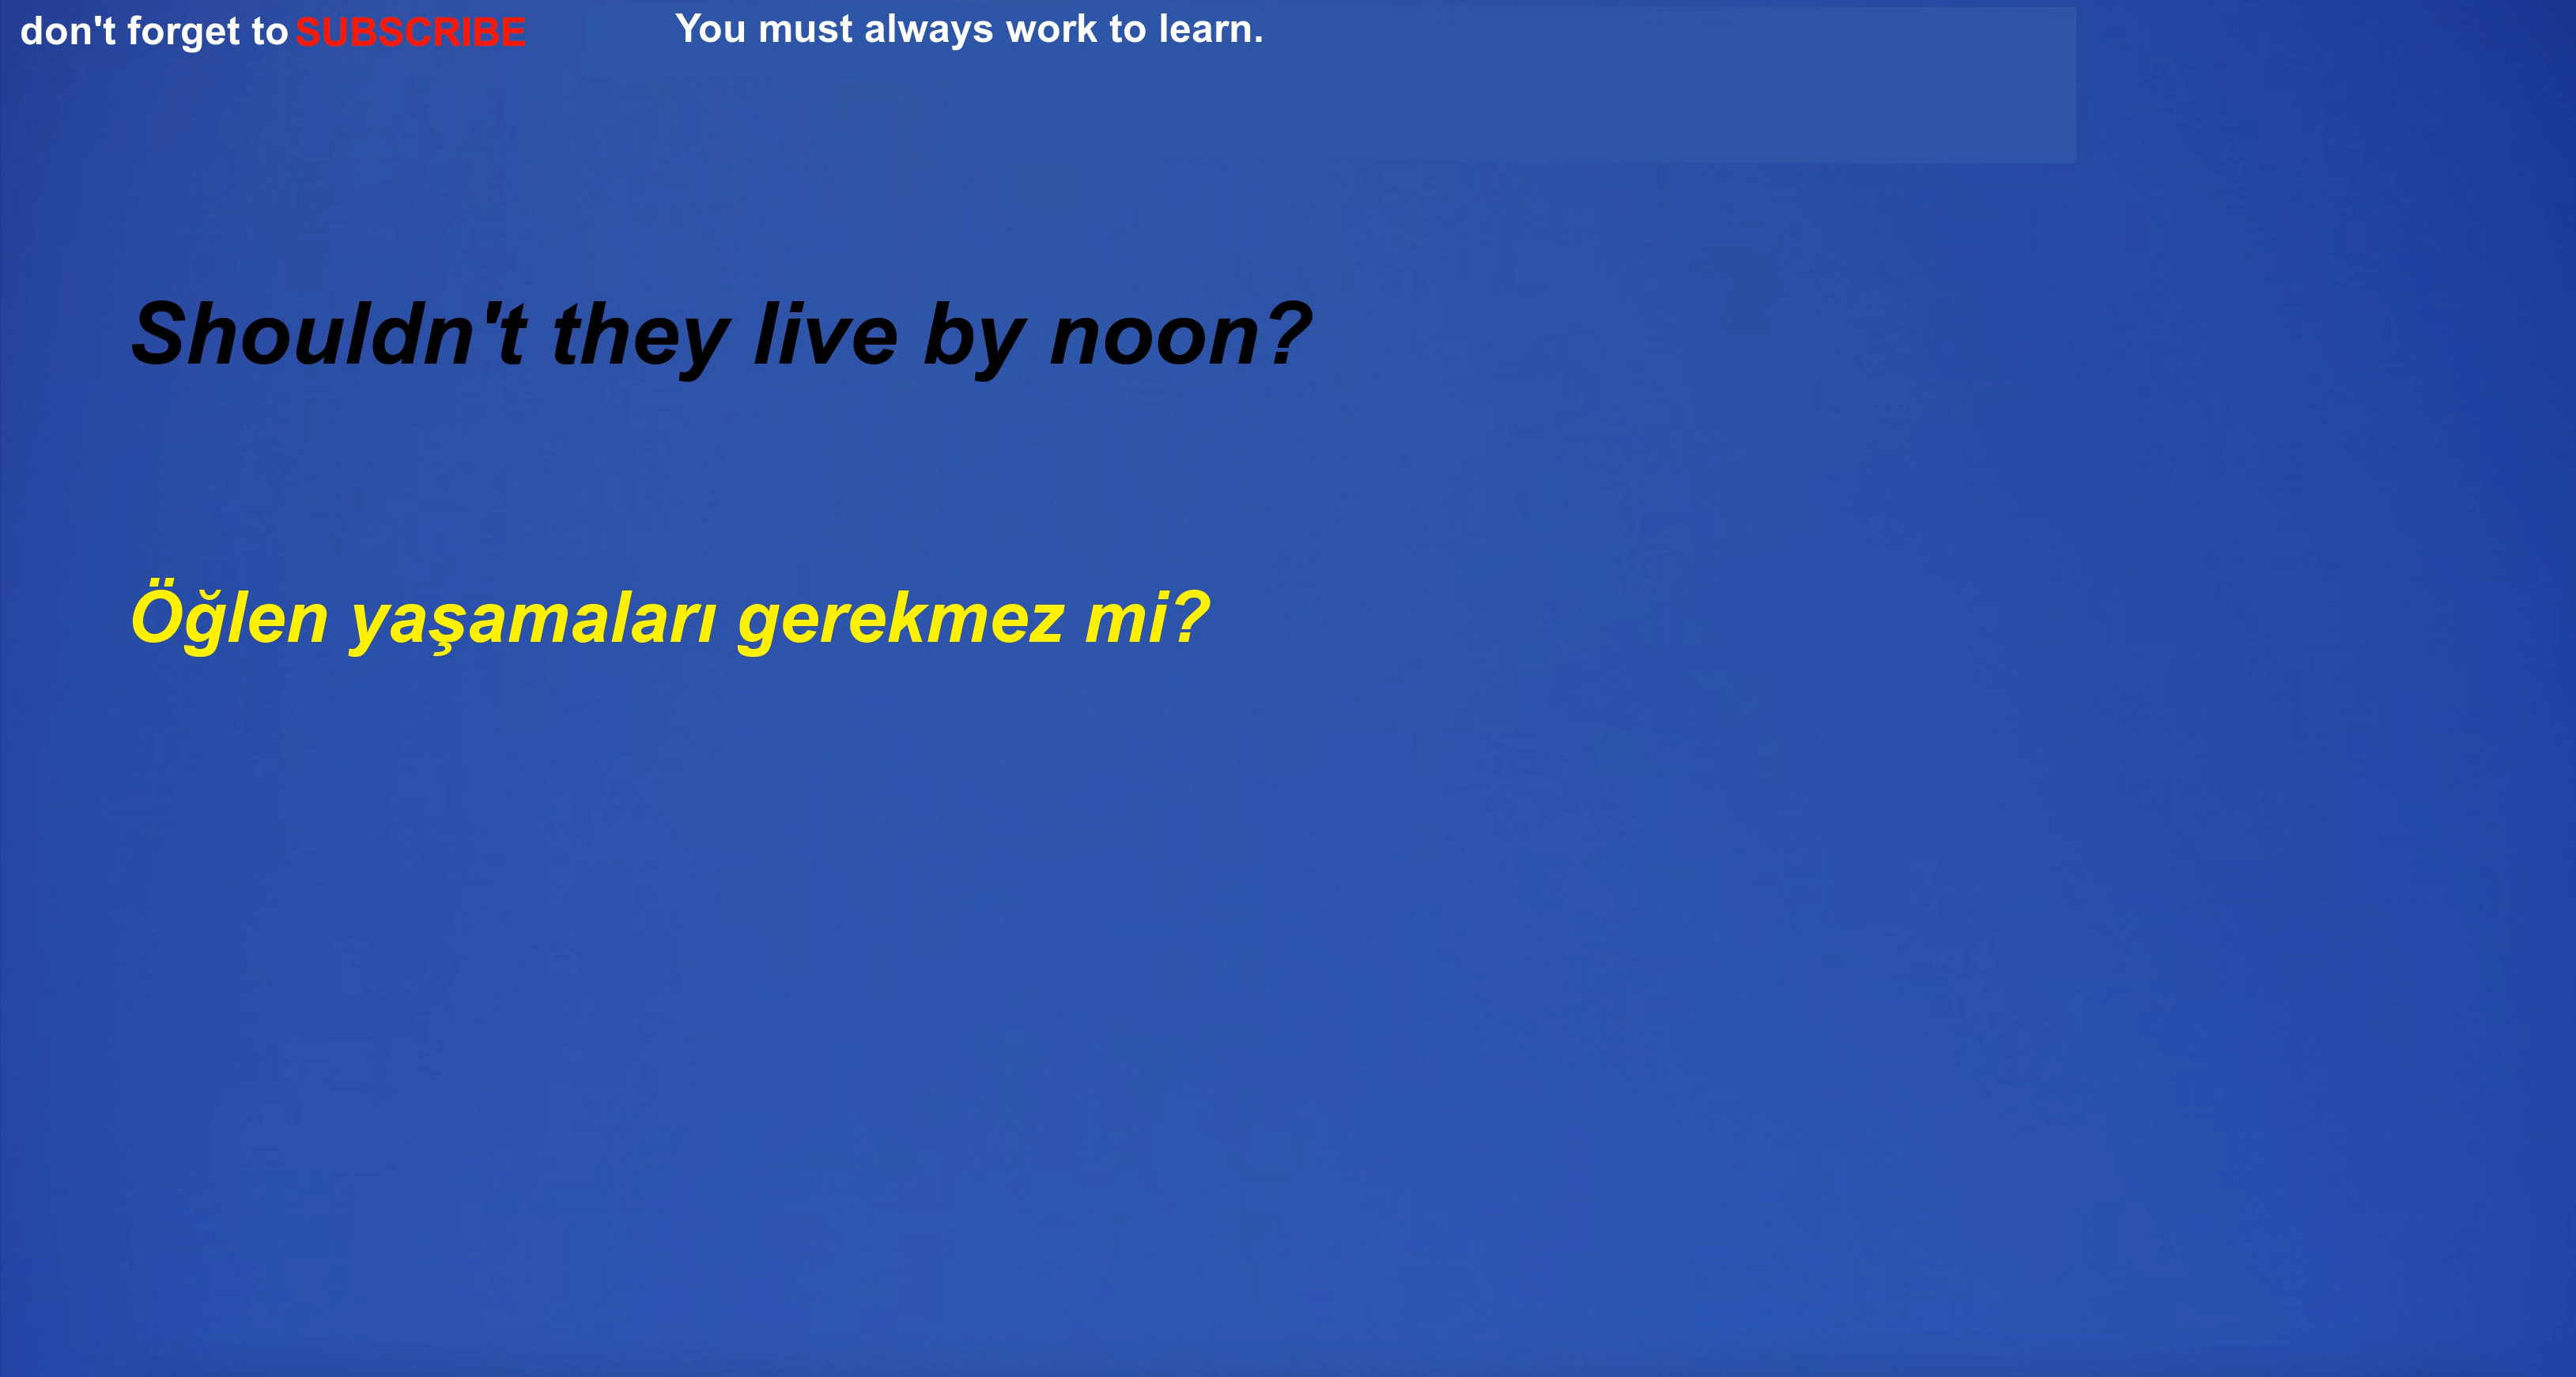 don't forget to SUBSCRIBE You must always work to learn.
Shouldn't they live by noon?
Öğlen yaşamaları gerekmez mi?